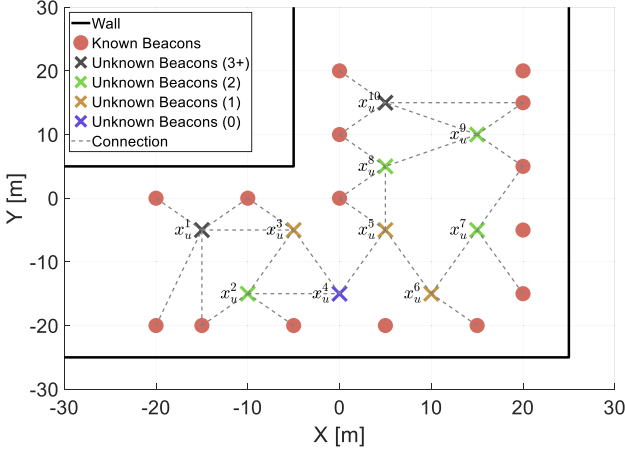 30
20
10
0
-10
-20
-30
Y [m]
Wall
Known Beacons
Unknown Beacons (3+)
Unknown Beacons (2)
Unknown Beacons (1)
Unknown Beacons (0)
Connection
x_u^10
x_u^9
x_u^8
x_u^1
x_u^3
x_u^5
x_u^7
x_u^2
x_u^4
x_u^6
-30 -20 -10 0 10 20 30
X [m]